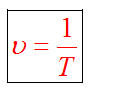 υ = 1/T